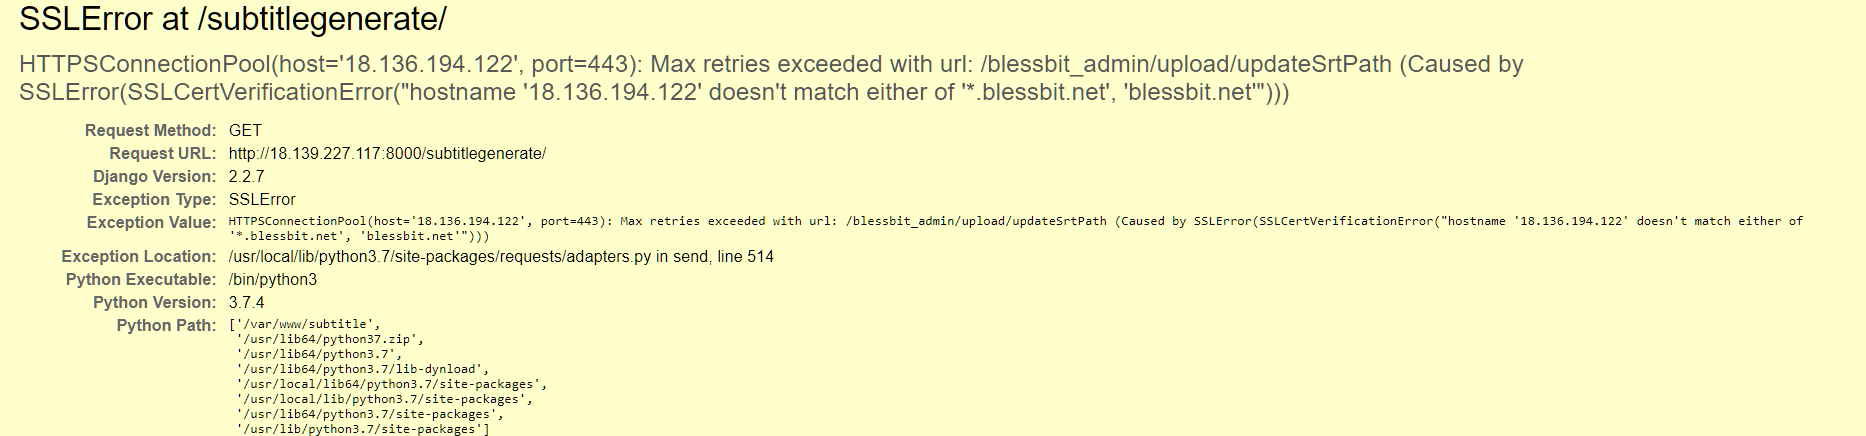 SSLError at /subtitlegenerate/
HTTPSConnectionPool(host='18.136.194.122', port=443): Max retries exceeded with url: /blessbit_admin/upload/updateSrtPath (Caused by
SSLError(SSLCertVerificationError("hostname '18.136.194.122' doesn't match either of '*.blessbit.net', 'blessbit.net'")))
Request Method: GET
Request URL: http://18.139.227.117:8000/subtitlegenerate/
Django Version: 2.2.7
Exception Type: SSLError
Exception Value: HTTPSConnectionPool(host='18.136.194.122', port=443): Max retries exceeded with url: /blessbit_admin/upload/updateSrtPath (Caused by SSLError(SSLCertVerificationError("hostname '18.136.194.122' doesn't match either of
'*.blessbit.net', 'blessbit.net'")))
Exception Location: /usr/local/lib/python3.7/site-packages/requests/adapters.py in send, line 514
Python Executable: /bin/python3
Python Version: 3.7.4
Python Path: ['/var/www/subtitle',
'/usr/lib64/python37.zip',
'/usr/lib64/python3.7',
'/usr/lib64/python3.7/lib-dynload',
'/usr/local/lib64/python3.7/site-packages',
'/usr/local/lib/python3.7/site-packages',
'/usr/lib64/python3.7/site-packages',
'/usr/lib/python3.7/site-packages']